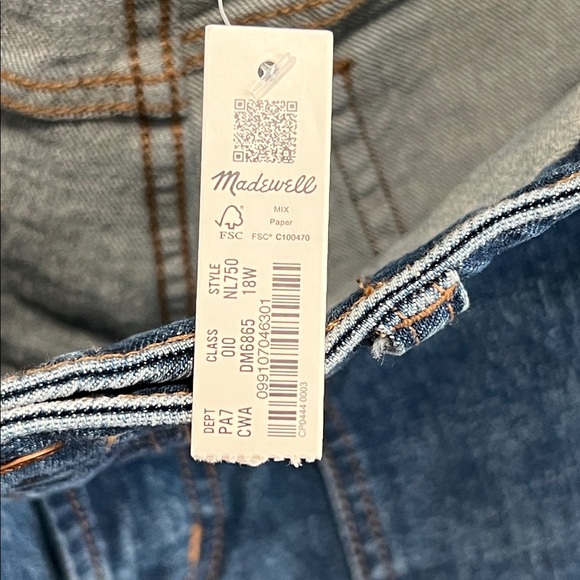 Madewell
MIX
Paper
FSC
FSC® C100470
DEPT CLASS STYLE
PA7 010 NL750
CWA DM6865 18W
099107046301
CP0444 0003